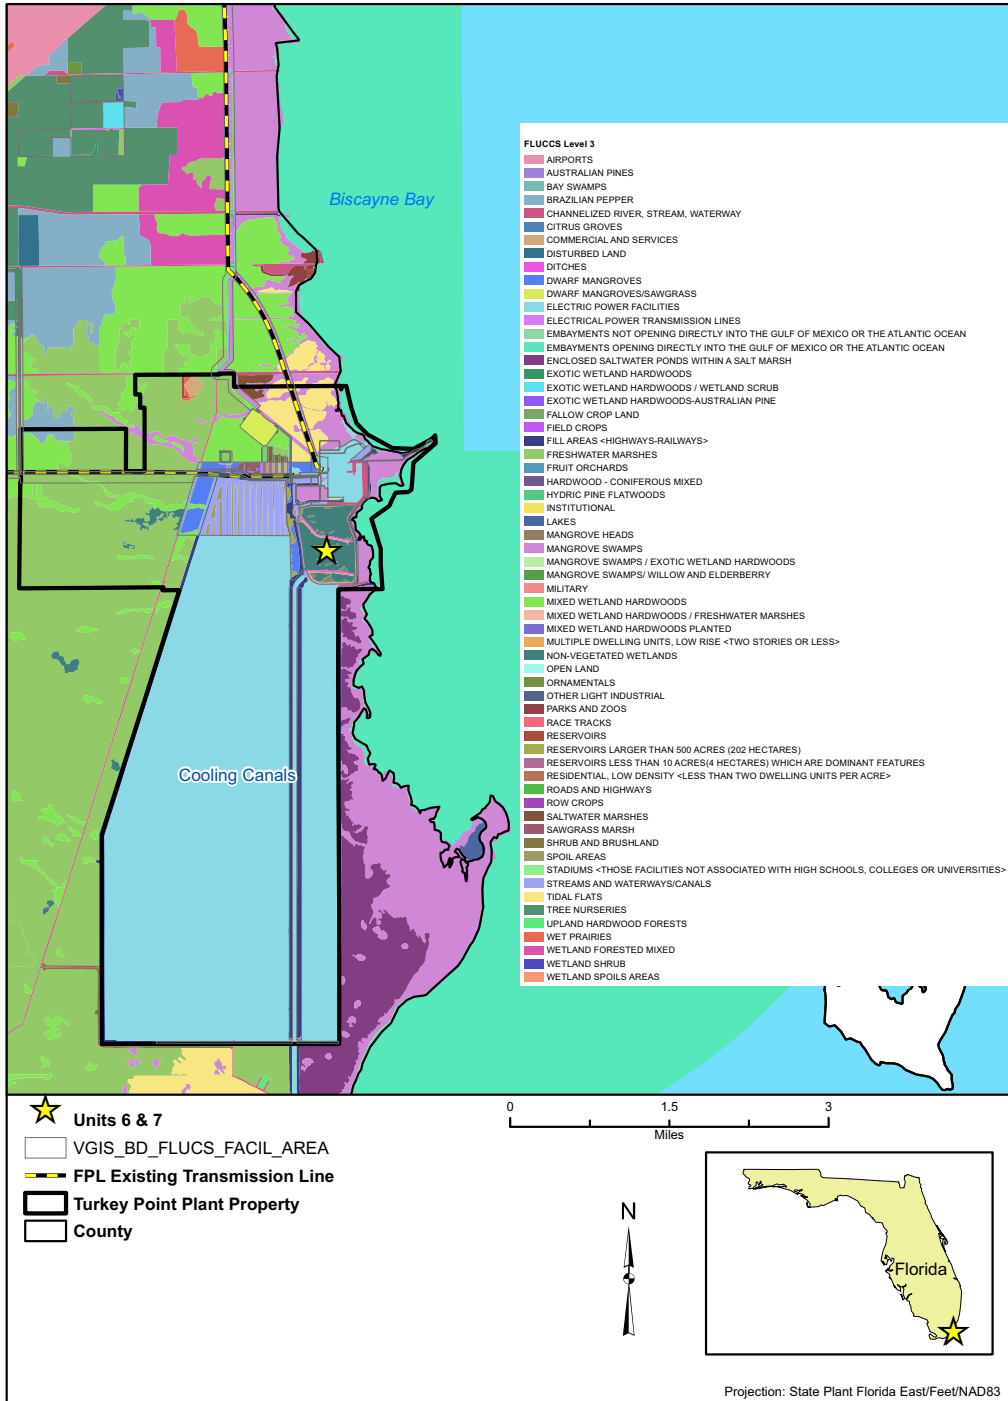 Biscayne Bay
FLUCCS Level 3
AIRPORTS
AUSTRALIAN PINES
BAY SWAMPS
BRAZILIAN PEPPER
CHANNELIZED RIVER, STREAM, WATERWAY
CITRUS GROVES
COMMERCIAL AND SERVICES
DISTURBED LAND
DITCHES
DWARF MANGROVES
DWARF MANGROVES/SAWGRASS
ELECTRIC POWER FACILITIES
ELECTRICAL POWER TRANSMISSION LINES
EMBAYMENTS NOT OPENING DIRECTLY INTO THE GULF OF MEXICO OR THE ATLANTIC OCEAN
EMBAYMENTS OPENING DIRECTLY INTO THE GULF OF MEXICO OR THE ATLANTIC OCEAN
ENCLOSED SALTWATER PONDS WITHIN A SALT MARSH
EXOTIC WETLAND HARDWOODS
EXOTIC WETLAND HARDWOODS / WETLAND SCRUB
EXOTIC WETLAND HARDWOODS-AUSTRALIAN PINE
FALLOW CROP LAND
FIELD CROPS
FILL AREAS <HIGHWAYS-RAILWAYS>
FRESHWATER MARSHES
FRUIT ORCHARDS
HARDWOOD - CONIFEROUS MIXED
HYDRIC PINE FLATWOODS
INSTITUTIONAL
LAKES
MANGROVE HEADS
MANGROVE SWAMPS
MANGROVE SWAMPS / EXOTIC WETLAND HARDWOODS
MANGROVE SWAMPS/ WILLOW AND ELDERBERRY
MILITARY
MIXED WETLAND HARDWOODS
MIXED WETLAND HARDWOODS / FRESHWATER MARSHES
MIXED WETLAND HARDWOODS PLANTED
MULTIPLE DWELLING UNITS, LOW RISE <TWO STORIES OR LESS>
NON-VEGETATED WETLANDS
OPEN LAND
ORNAMENTALS
OTHER LIGHT INDUSTRIAL
PARKS AND ZOOS
RACE TRACKS
RESERVOIRS
RESERVOIRS LARGER THAN 500 ACRES (202 HECTARES)
RESERVOIRS LESS THAN 10 ACRES(4 HECTARES) WHICH ARE DOMINANT FEATURES
RESIDENTIAL, LOW DENSITY <LESS THAN TWO DWELLING UNITS PER ACRE>
ROADS AND HIGHWAYS
ROW CROPS
SALTWATER MARSHES
SAWGRASS MARSH
SHRUB AND BRUSHLAND
SPOIL AREAS
STADIUMS <THOSE FACILITIES NOT ASSOCIATED WITH HIGH SCHOOLS, COLLEGES OR UNIVERSITIES>
STREAMS AND WATERWAYS/CANALS
TIDAL FLATS
TREE NURSERIES
UPLAND HARDWOOD FORESTS
WET PRAIRIES
WETLAND FORESTED MIXED
WETLAND SHRUB
WETLAND SPOILS AREAS
Cooling Canals
Units 6 & 7
VGIS_BD_FLUCS_FACIL_AREA
FPL Existing Transmission Line
Turkey Point Plant Property
County
0 1.5 3
Miles
N
Florida
Projection: State Plant Florida East/Feet/NAD83